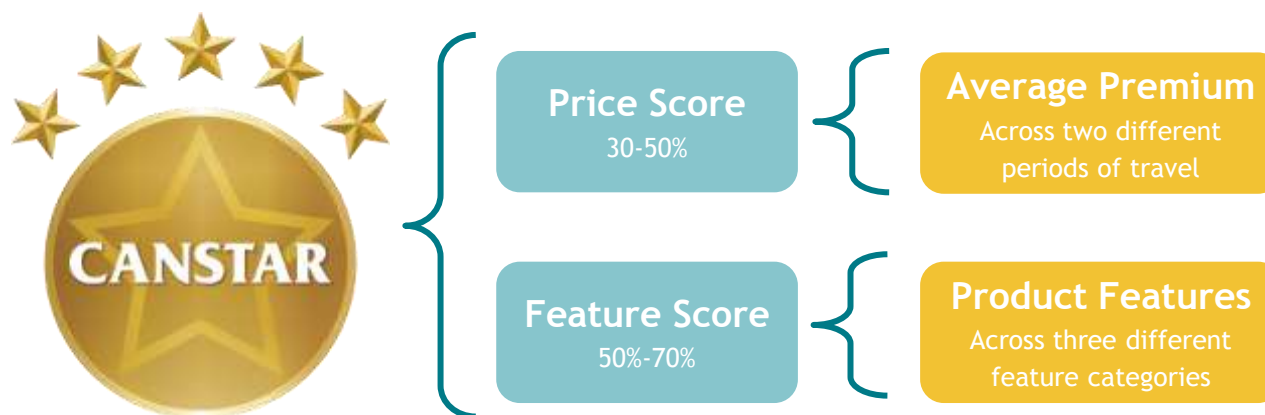 CANSTAR
Price Score
30-50%
Average Premium
Across two different
periods of travel
Feature Score
50%-70%
Product Features
Across three different
feature categories